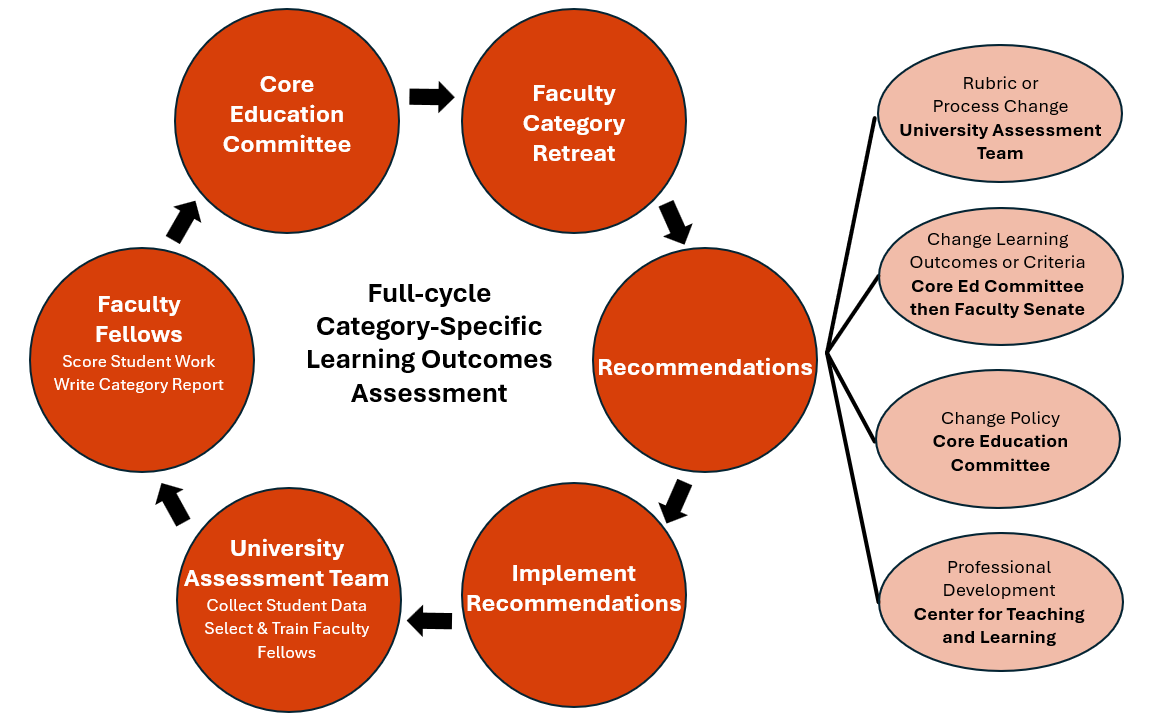 Core
Education
Committee
Faculty
Category
Retreat
Recommendations
Implement
Recommendations
University
Assessment Team
Collect Student Data
Select & Train Faculty
Fellows
Faculty
Fellows
Score Student Work
Write Category Report
Full-cycle
Category-Specific
Learning Outcomes
Assessment
Rubric or
Process Change
University Assessment
Team
Change Learning
Outcomes or Criteria
Core Ed Committee
then Faculty Senate
Change Policy
Core Education
Committee
Professional
Development
Center for Teaching
and Learning